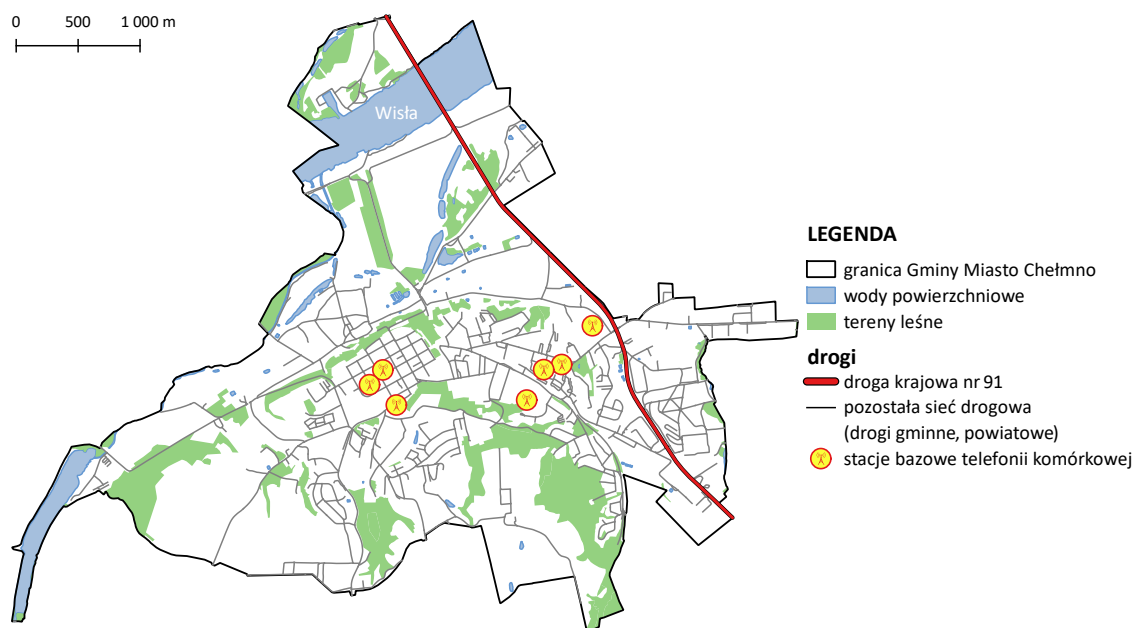 0 500 1 000 m
Wisła
LEGENDA
granica Gminy Miasto Chełmno
wody powierzchniowe
tereny leśne
drogi
droga krajowa nr 91
pozostała sieć drogowa
(drogi gminne, powiatowe)
stacje bazowe telefonii komórkowej